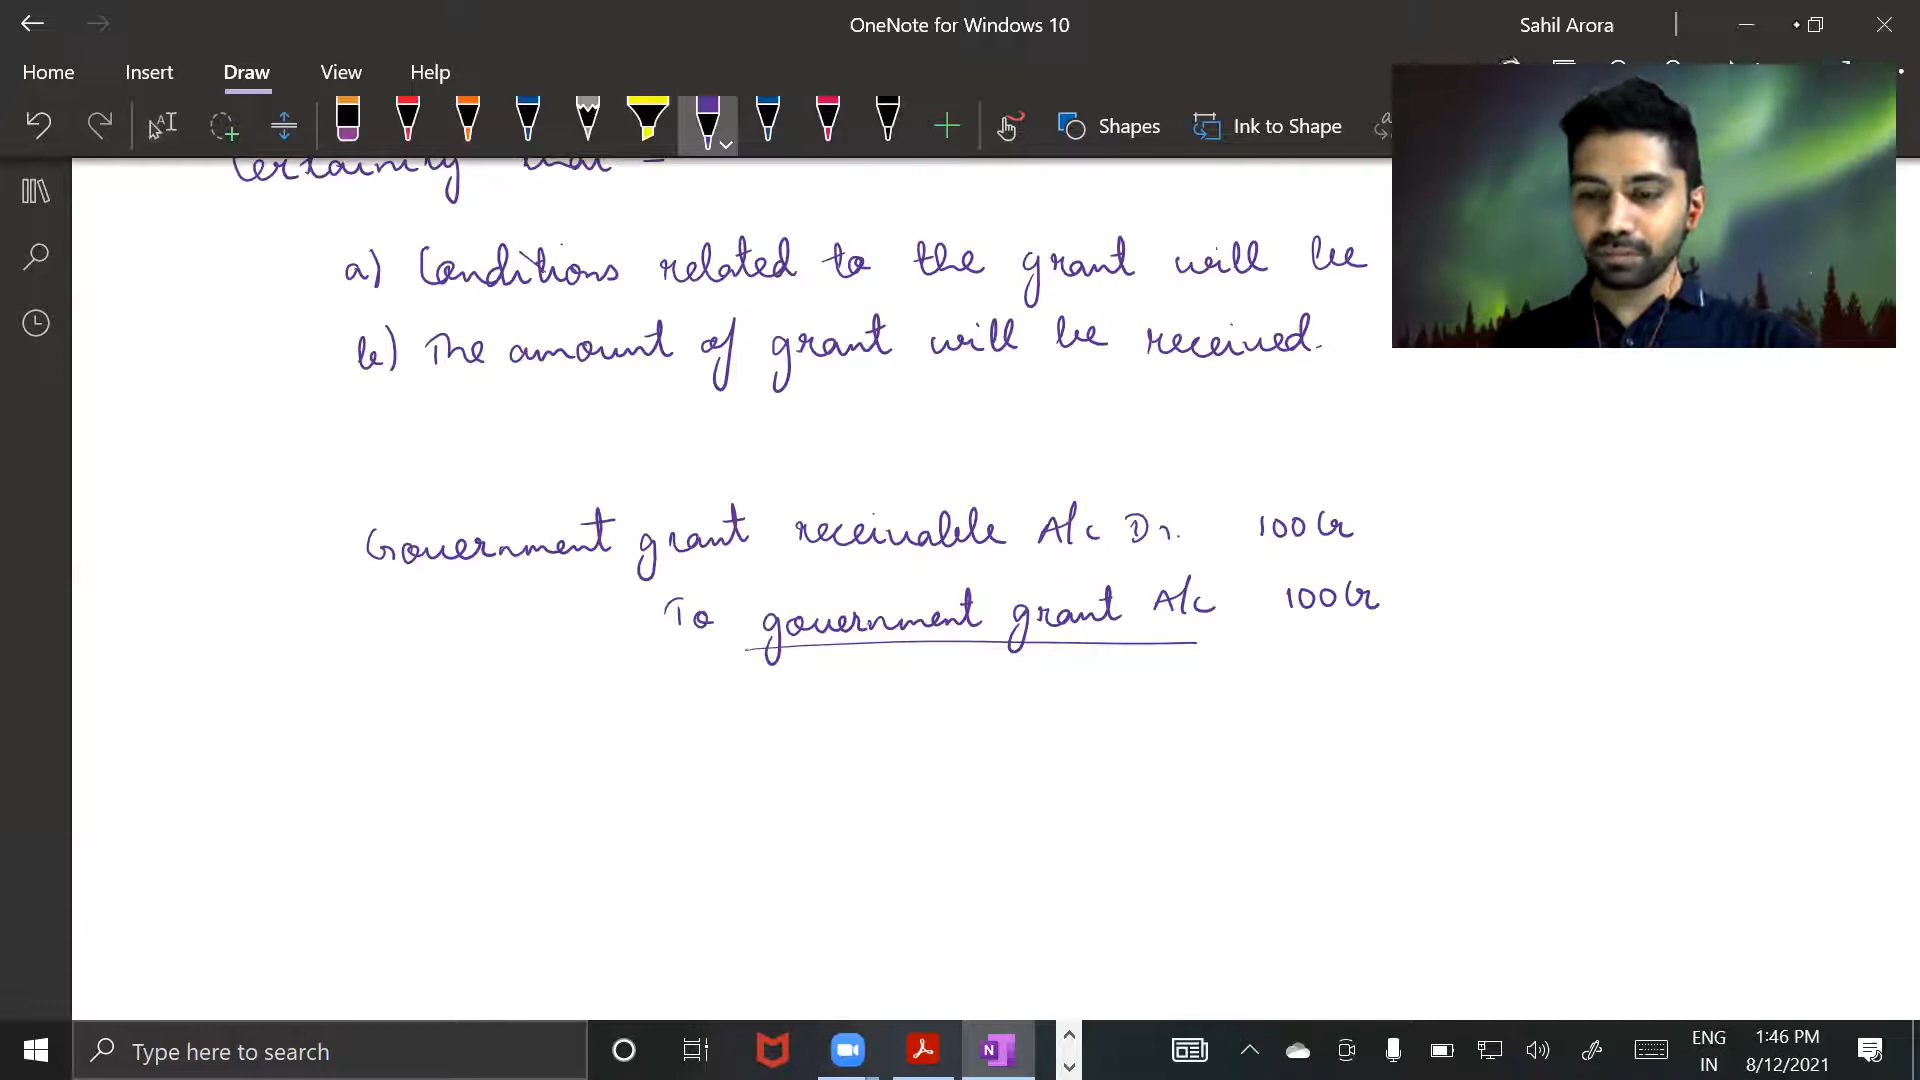 OneNote for Windows 10
Sahil Arora
Home Insert Draw View Help
Shapes Ink to Shape
certainty that -
a) Conditions related to the grant will be
b) The amount of grant will be received.
Government grant receivable A/c Dr. 100 Cr
To government grant A/c 100 Cr
Type here to search
ENG
IN
1:46 PM
8/12/2021